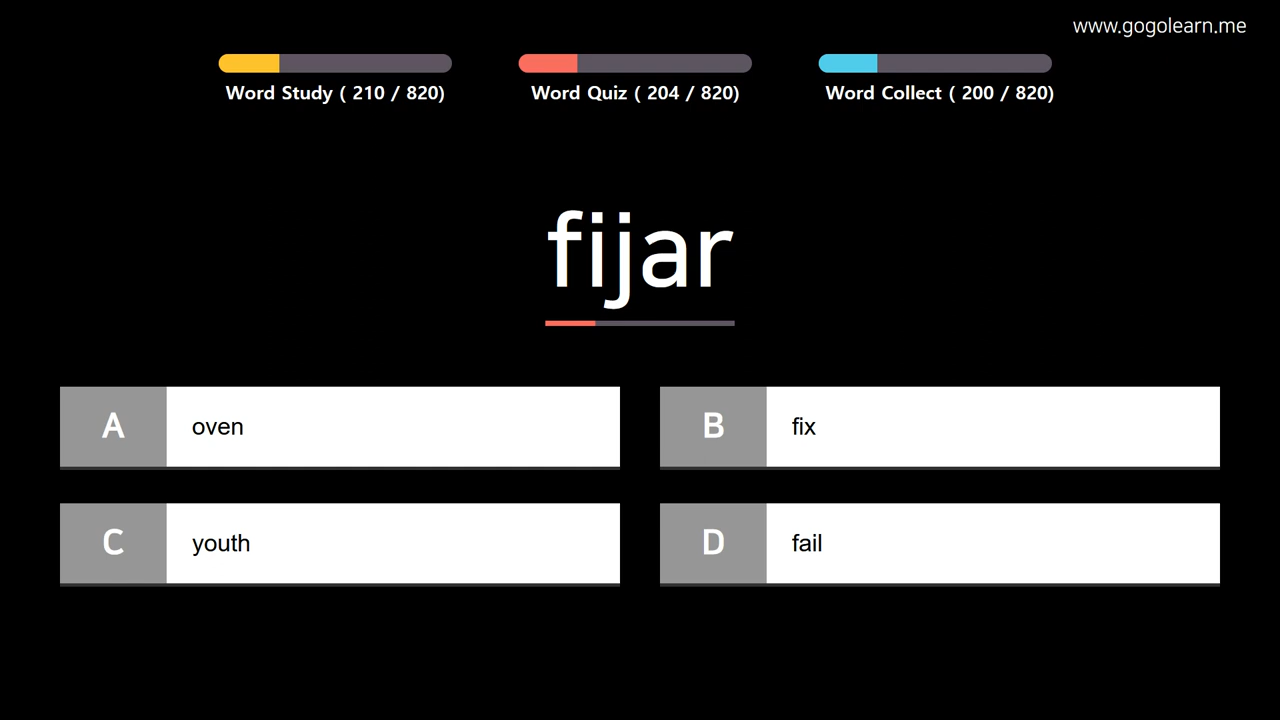 www.gogolearn.me
Word Study ( 210 / 820)
Word Quiz ( 204 / 820)
Word Collect ( 200 / 820)
fijar
A oven
B fix
C youth
D fail